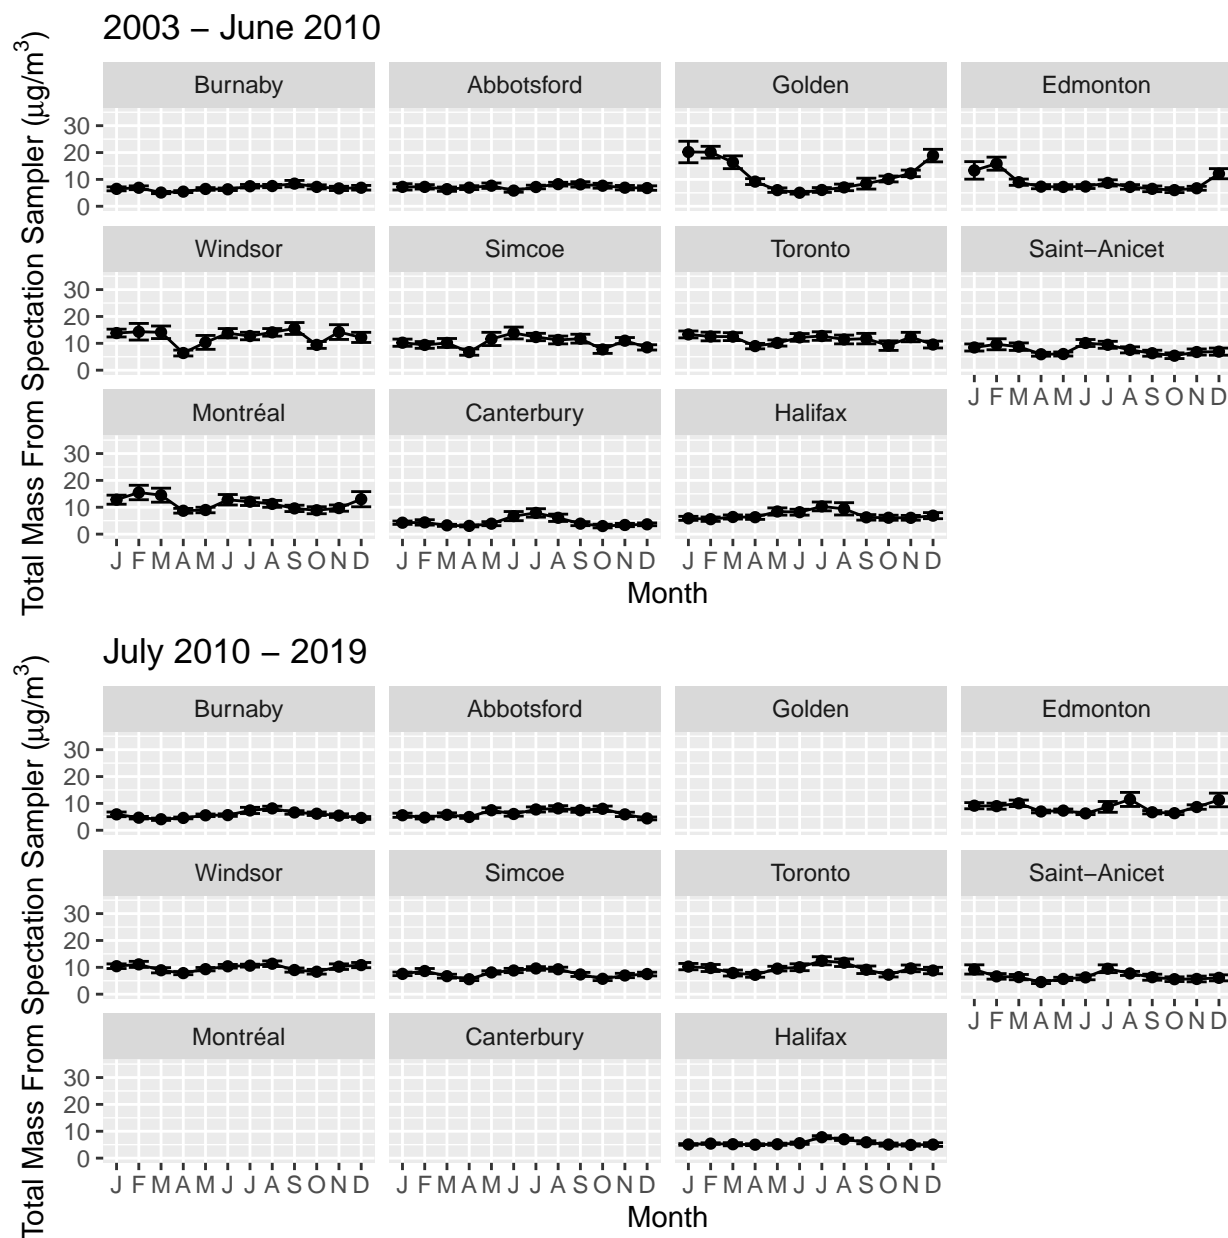 2003 – June 2010
Total Mass From Spectation Sampler (μg/m³)
Burnaby Abbotsford Golden Edmonton
30
20
10
0
Windsor Simcoe Toronto Saint–Anicet
30
20
10
0
J F M A M J J A S O N D
Montréal Canterbury Halifax
30
20
10
0
J F M A M J J A S O N D J F M A M J J A S O N D J F M A M J J A S O N D
Month
July 2010 – 2019
Total Mass From Spectation Sampler (μg/m³)
Burnaby Abbotsford Golden Edmonton
30
20
10
0
Windsor Simcoe Toronto Saint–Anicet
30
20
10
0
J F M A M J J A S O N D
Montréal Canterbury Halifax
30
20
10
0
J F M A M J J A S O N D J F M A M J J A S O N D J F M A M J J A S O N D
Month